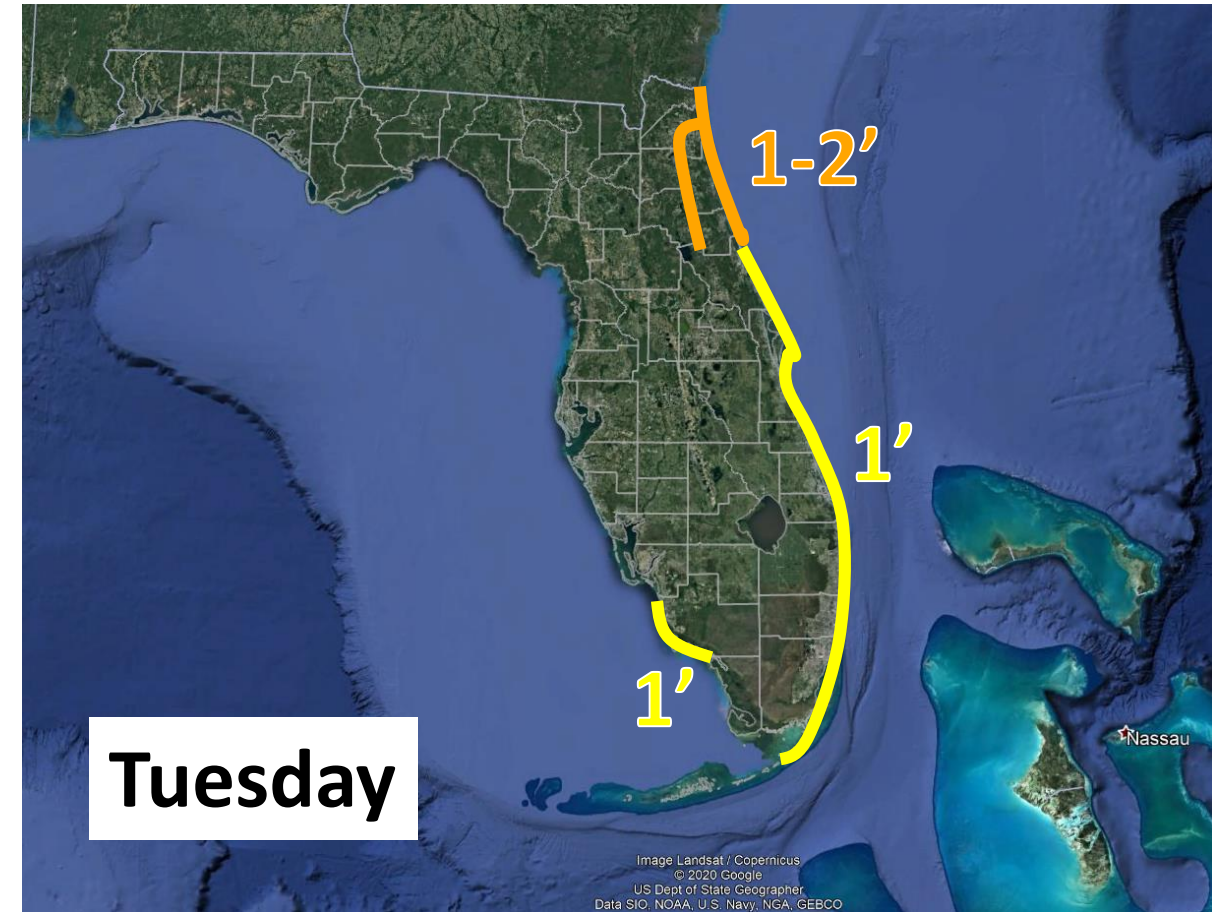 1-2’
1’
1’
Nassau
Tuesday
Image Landsat / Copernicus
© 2020 Google
US Dept of State Geographer
Data SIO, NOAA, U.S. Navy, NGA, GEBCO